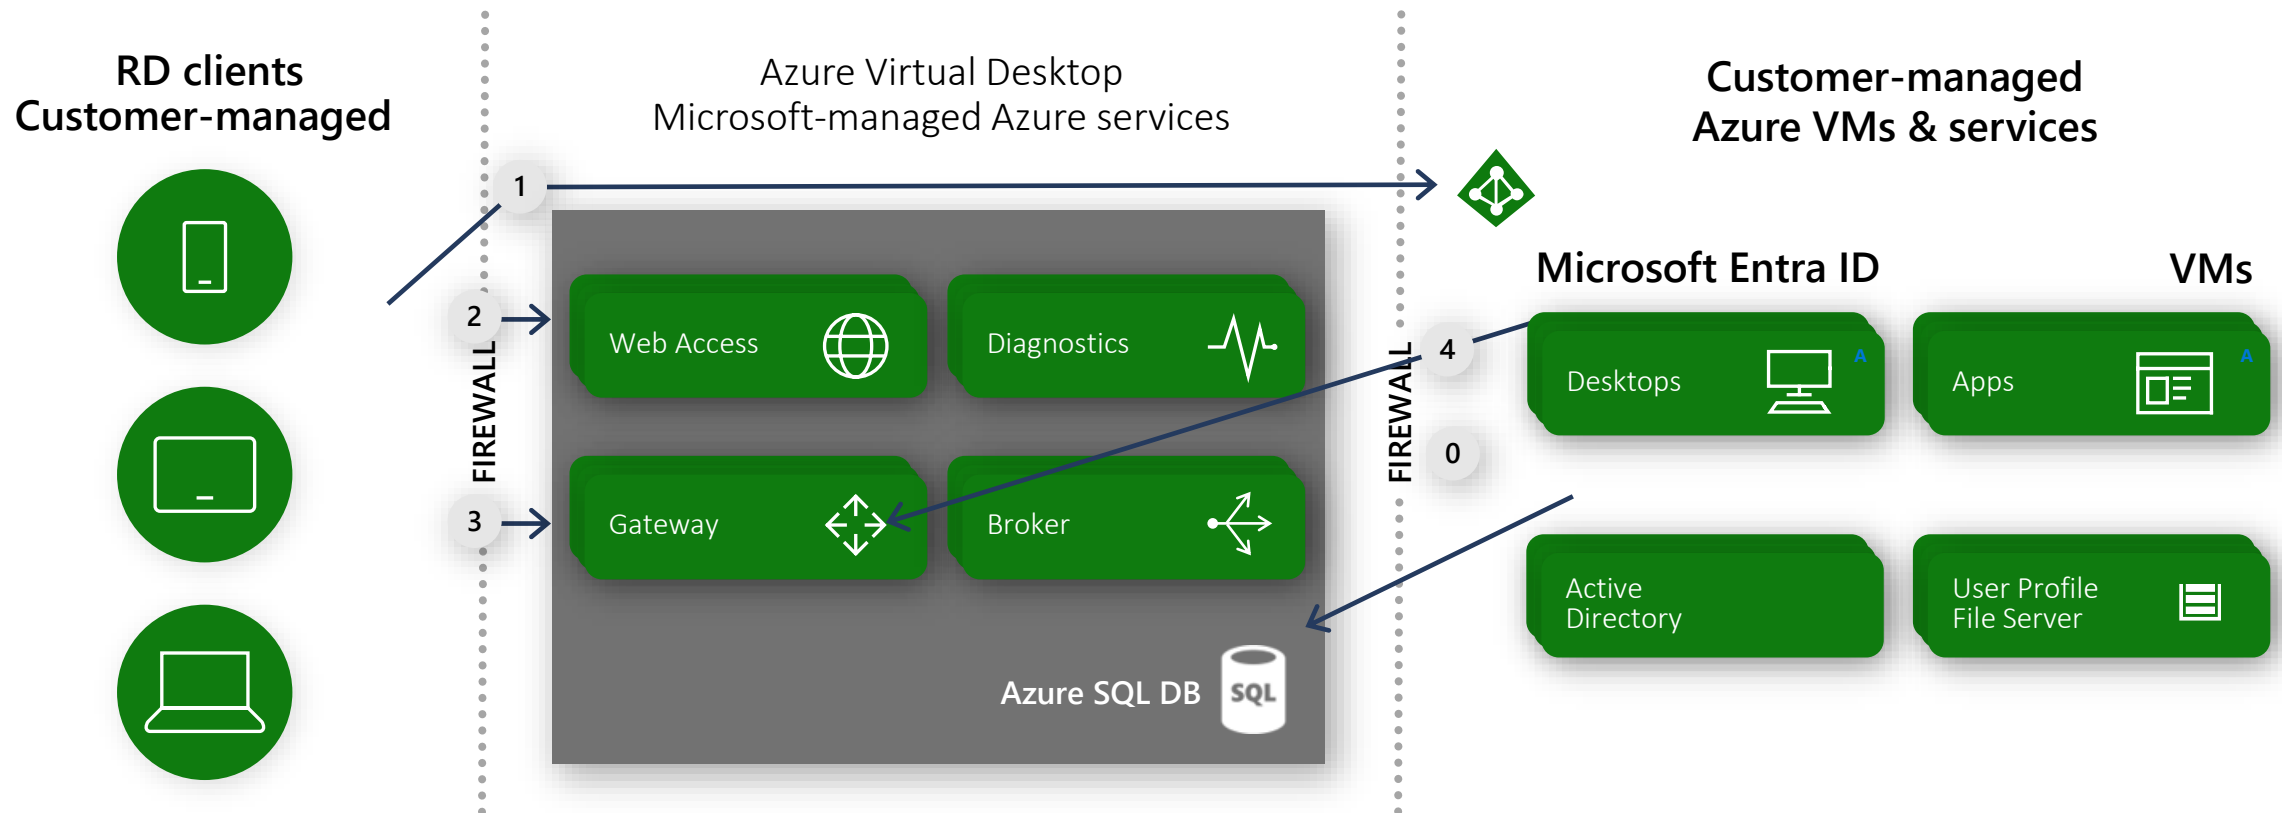 RD clients
Customer-managed
Azure Virtual Desktop
Microsoft-managed Azure services
Customer-managed
Azure VMs & services
1
Microsoft Entra ID
VMs
2
FIREWALL
Web Access
Diagnostics
4
FIREWALL
Desktops
A
Apps
A
0
3
Gateway
Broker
Active
Directory
User Profile
File Server
Azure SQL DB
SQL